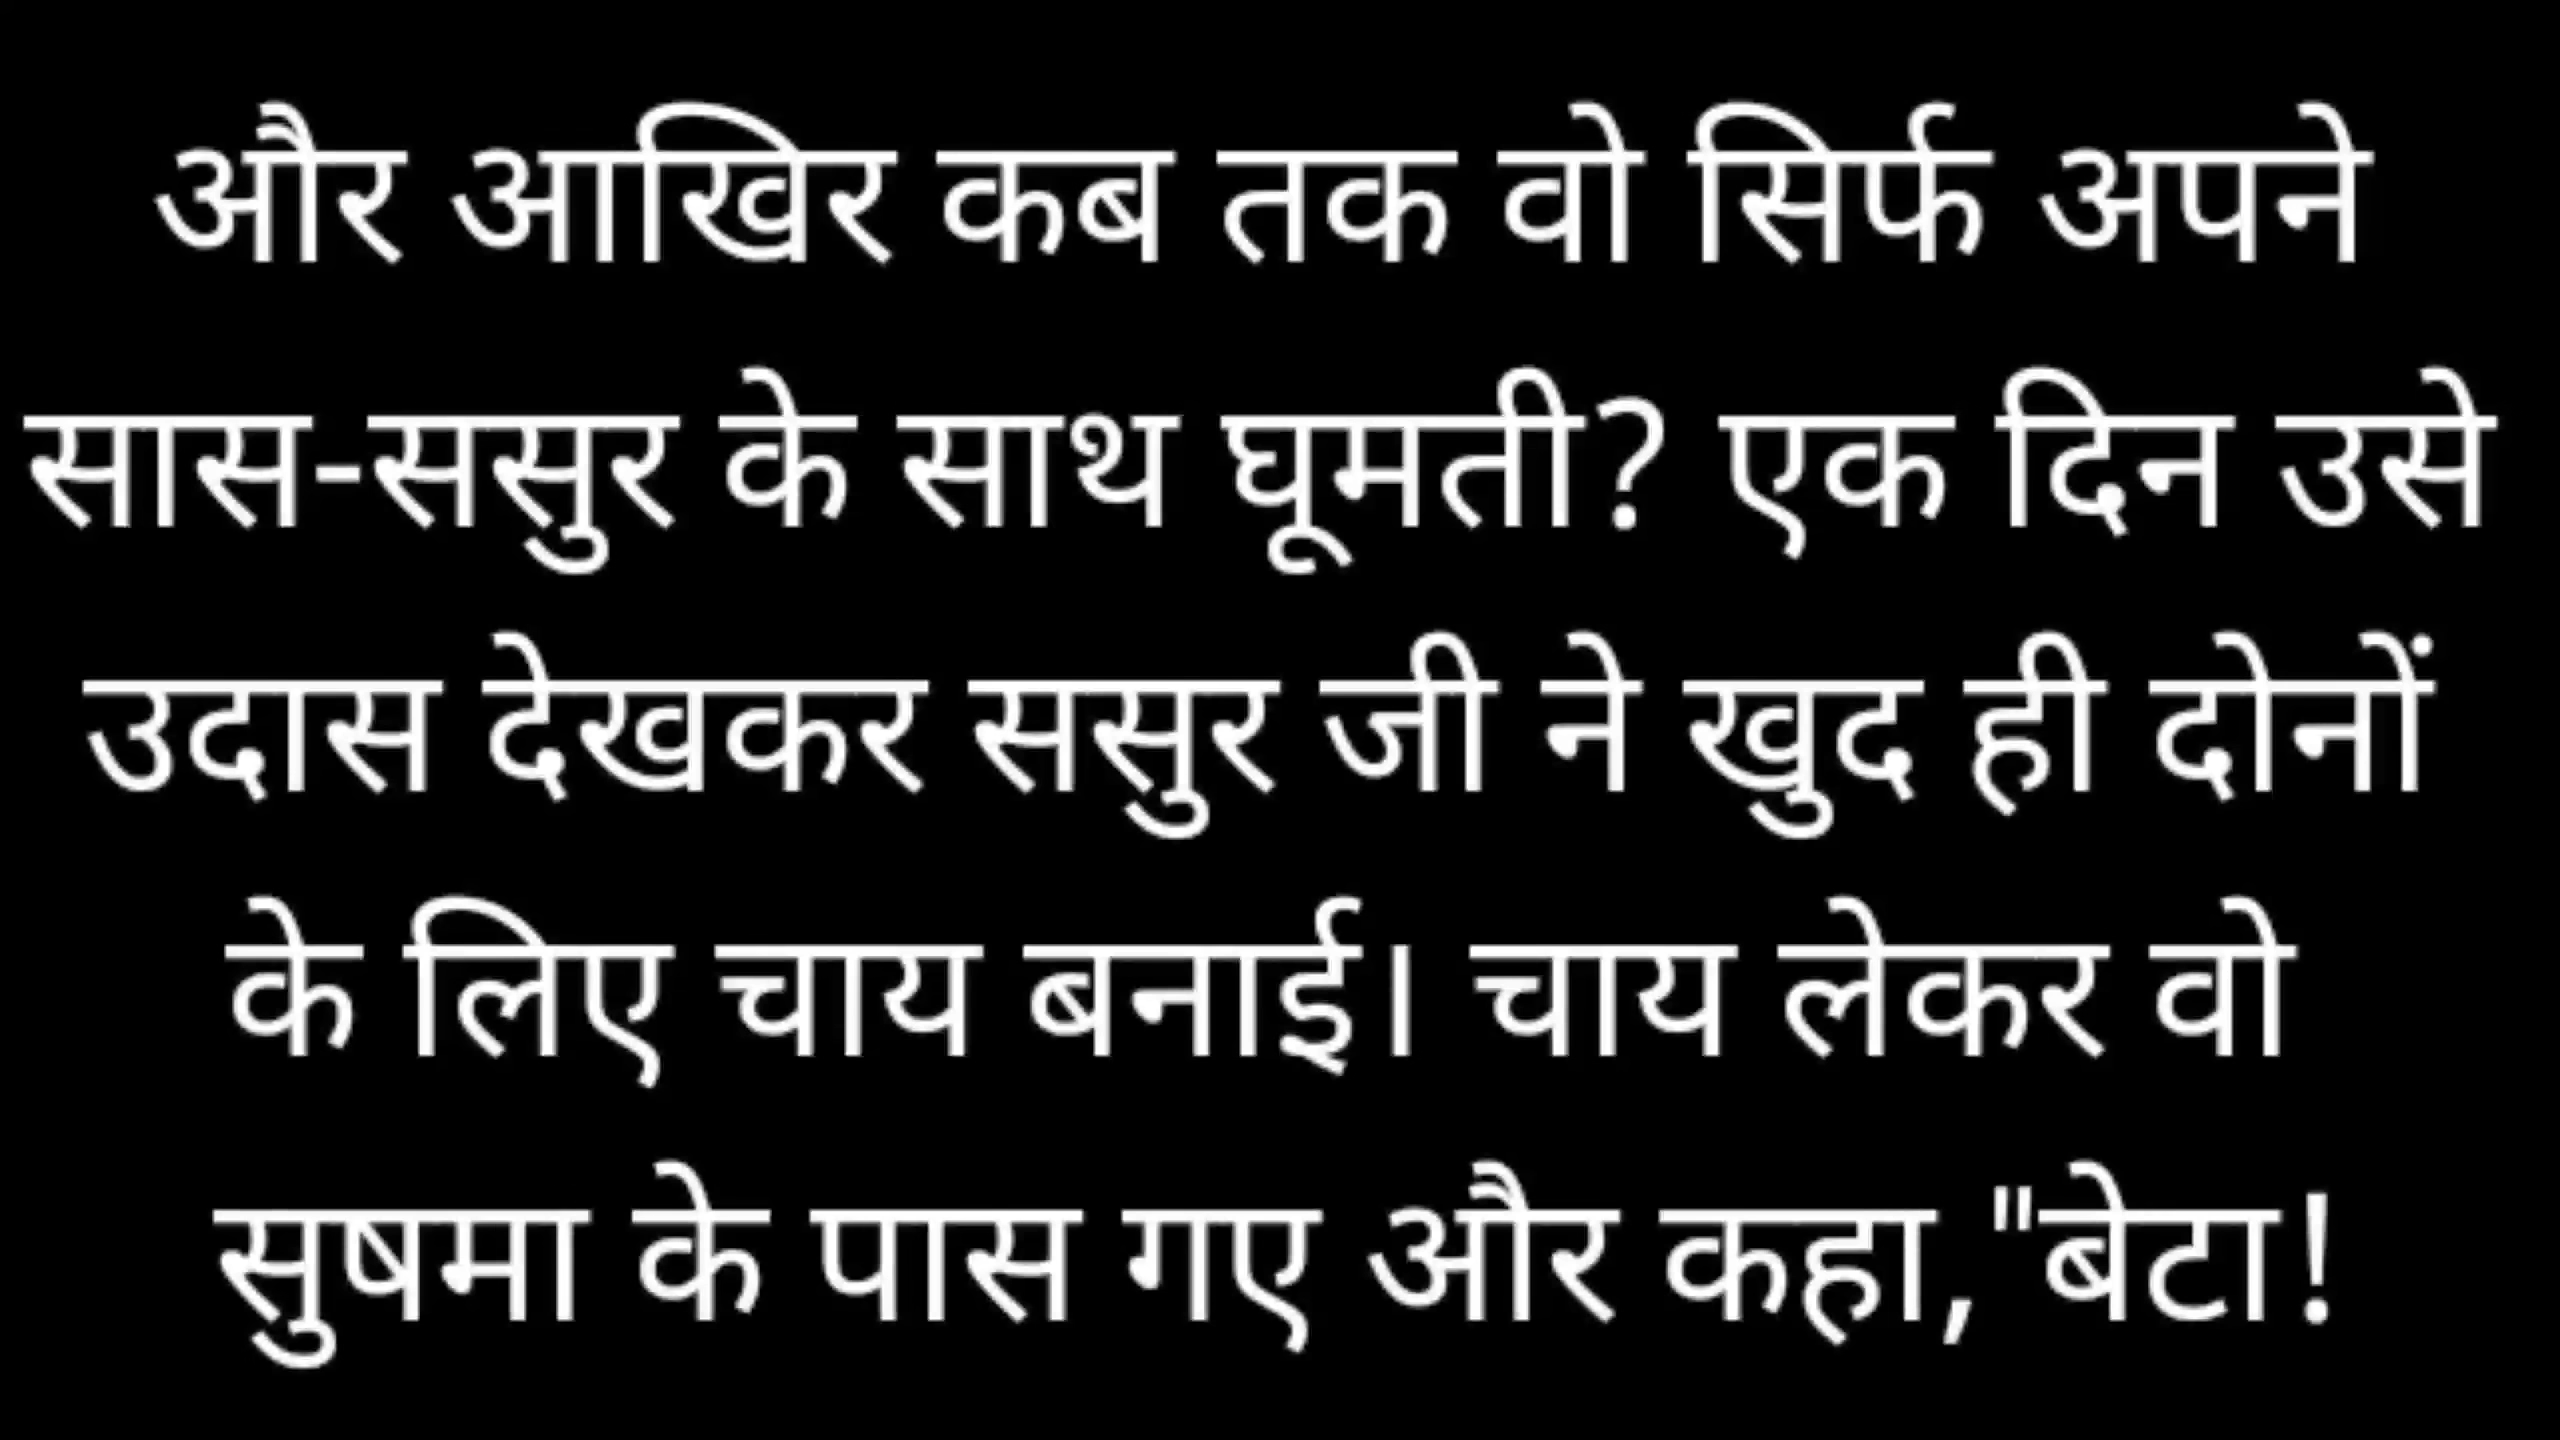 और आखिर कब तक वो सिर्फ अपने
सास-ससुर के साथ घूमती? एक दिन उसे
उदास देखकर ससुर जी ने खुद ही दोनों
के लिए चाय बनाई। चाय लेकर वो
सुषमा के पास गए और कहा,"बेटा!